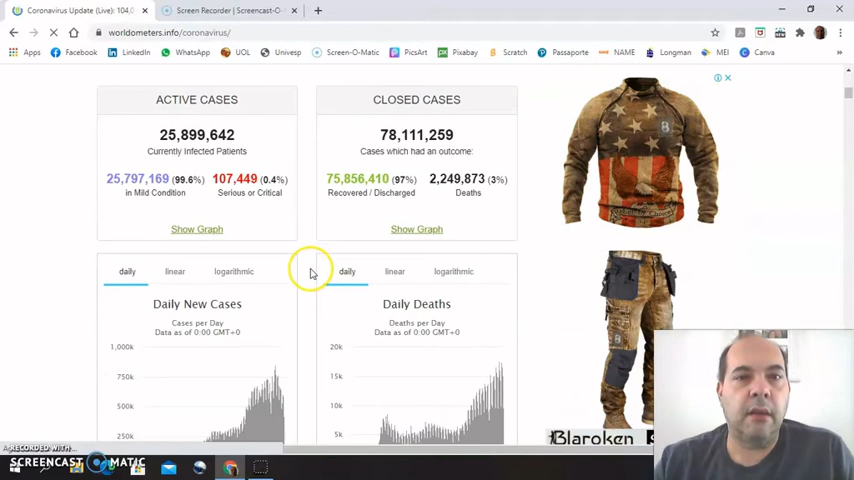 Coronavirus Update (Live): 104,0
Screen Recorder | Screencast-O-
worldometers.info/coronavirus/
Apps Facebook LinkedIn WhatsApp UOL Univesp Screen-O-Matic PicsArt Pixabay Scratch Passaporte NAME Longman MEI Canva
ACTIVE CASES
25,899,642
Currently Infected Patients
25,797,169 (99.6%)
in Mild Condition
107,449 (0.4%)
Serious or Critical
Show Graph
CLOSED CASES
78,111,259
Cases which had an outcome:
75,856,410 (97%)
Recovered / Discharged
2,249,873 (3%)
Deaths
Show Graph
daily linear logarithmic
Daily New Cases
Cases per Day
Data as of 0:00 GMT+0
1,000k
750k
500k
250k
daily linear logarithmic
Daily Deaths
Deaths per Day
Data as of 0:00 GMT+0
20k
15k
10k
5k
Blaroken
RECORDED WITH
SCREENCAST MATIC